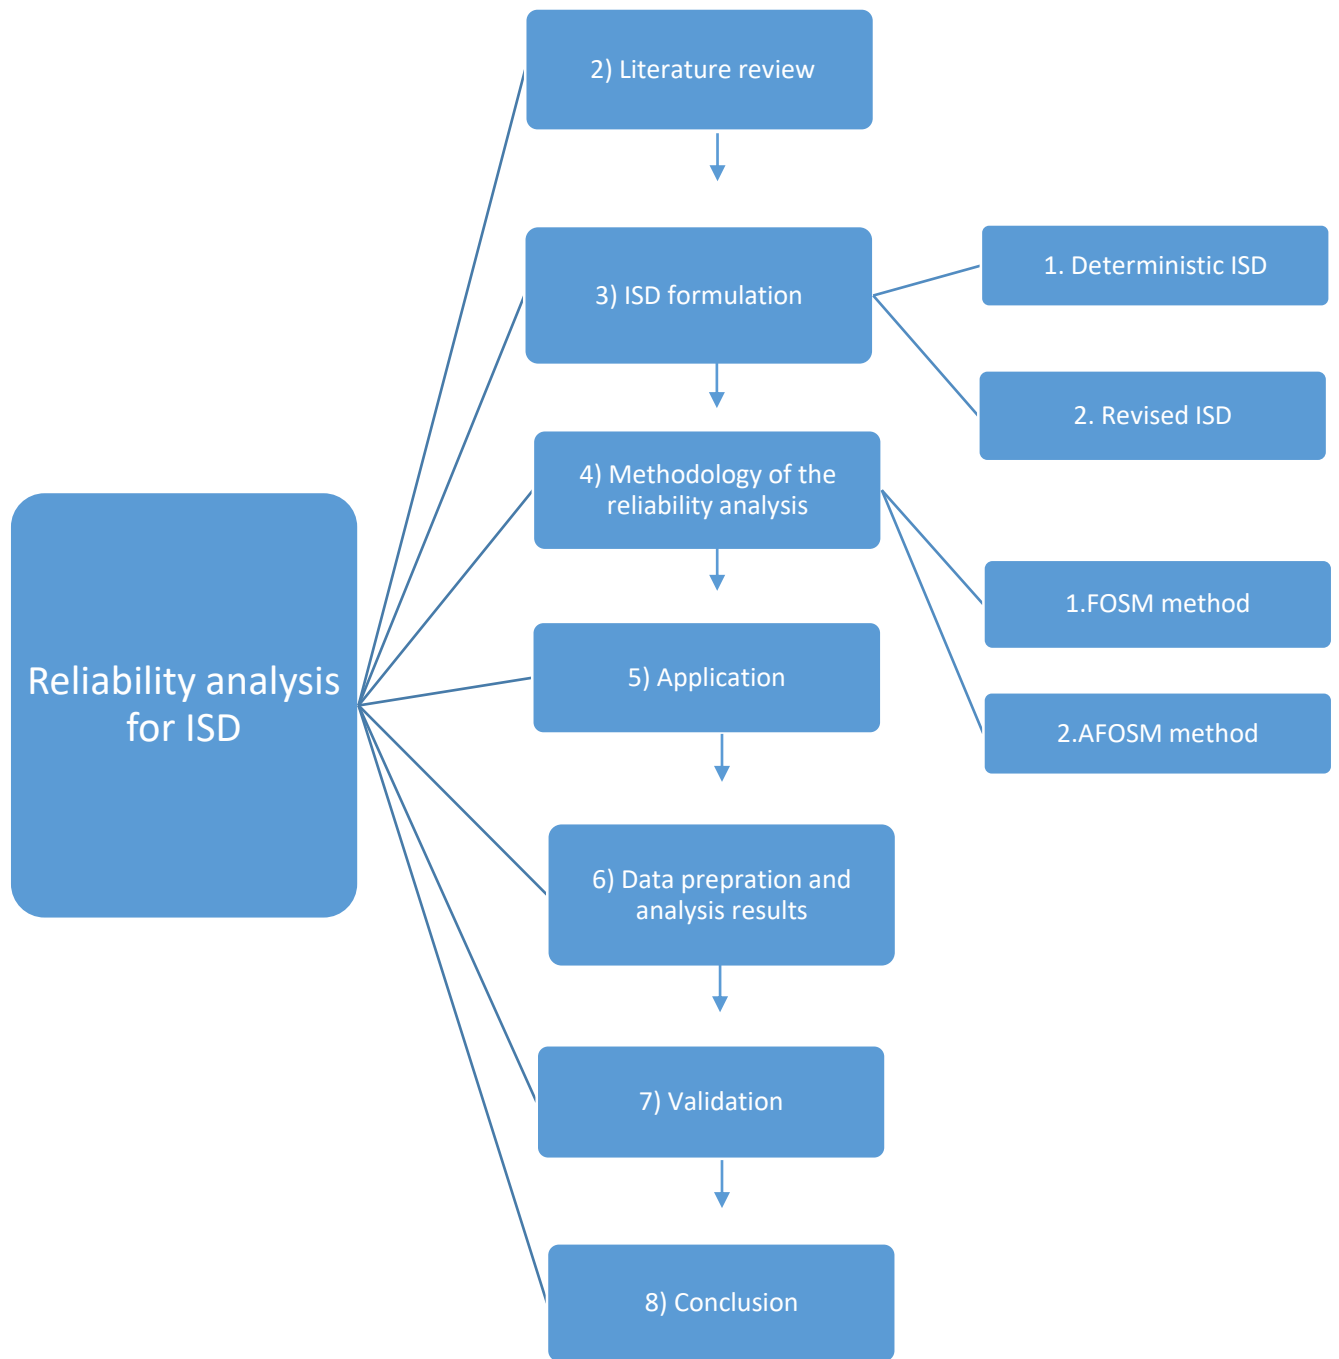 2) Literature review
3) ISD formulation
1. Deterministic ISD
2. Revised ISD
4) Methodology of the
reliability analysis
1.FOSM method
2.AFOSM method
Reliability analysis
for ISD
5) Application
6) Data prepration and
analysis results
7) Validation
8) Conclusion